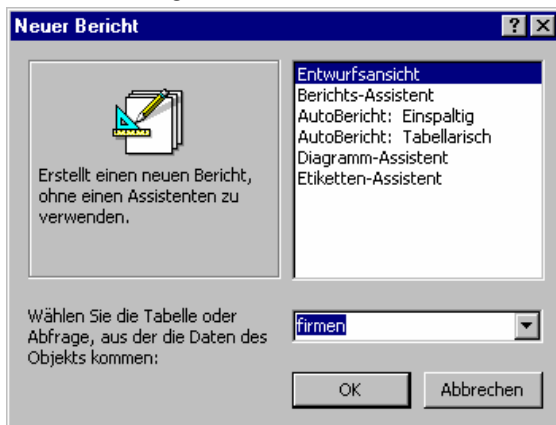 Neuer Bericht
Entwurfsansicht
Berichts-Assistent
AutoBericht: Einspaltig
AutoBericht: Tabellarisch
Diagramm-Assistent
Etiketten-Assistent
Erstellt einen neuen Bericht,
ohne einen Assistenten zu
verwenden.
Wählen Sie die Tabelle oder
Abfrage, aus der die Daten des
Objekts kommen:
firmen
OK
Abbrechen